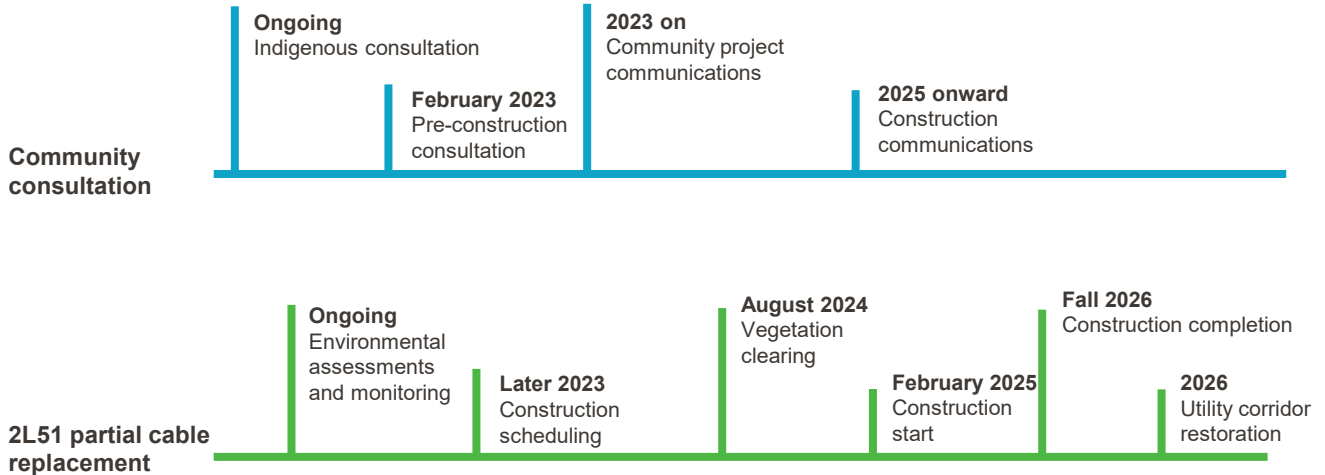 Ongoing
Indigenous consultation
February 2023
Pre-construction
consultation
2023 on
Community project
communications
2025 onward
Construction
communications
Community
consultation
Ongoing
Environmental
assessments
and monitoring
Later 2023
Construction
scheduling
August 2024
Vegetation
clearing
February 2025
Construction
start
Fall 2026
Construction completion
2026
Utility corridor
restoration
2L51 partial cable
replacement